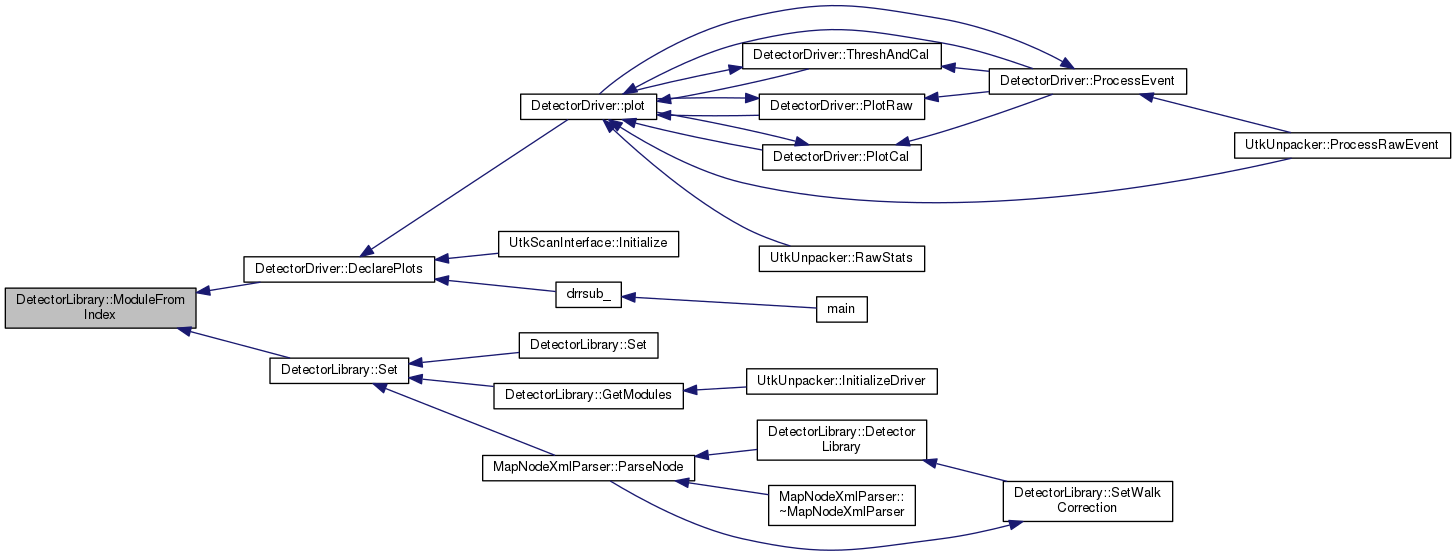 DetectorLibrary::ModuleFrom
Index
DetectorDriver::DeclarePlots
DetectorDriver::plot
DetectorDriver::ThreshAndCal
DetectorDriver::ProcessEvent
DetectorDriver::PlotRaw
DetectorDriver::PlotCal
UtkUnpacker::ProcessRawEvent
UtkUnpacker::RawStats
UtkScanInterface::Initialize
drrsub_
main
DetectorLibrary::Set
DetectorLibrary::Set
DetectorLibrary::GetModules
UtkUnpacker::InitializeDriver
MapNodeXmlParser::ParseNode
DetectorLibrary::Detector
Library
MapNodeXmlParser::
~MapNodeXmlParser
DetectorLibrary::SetWalk
Correction